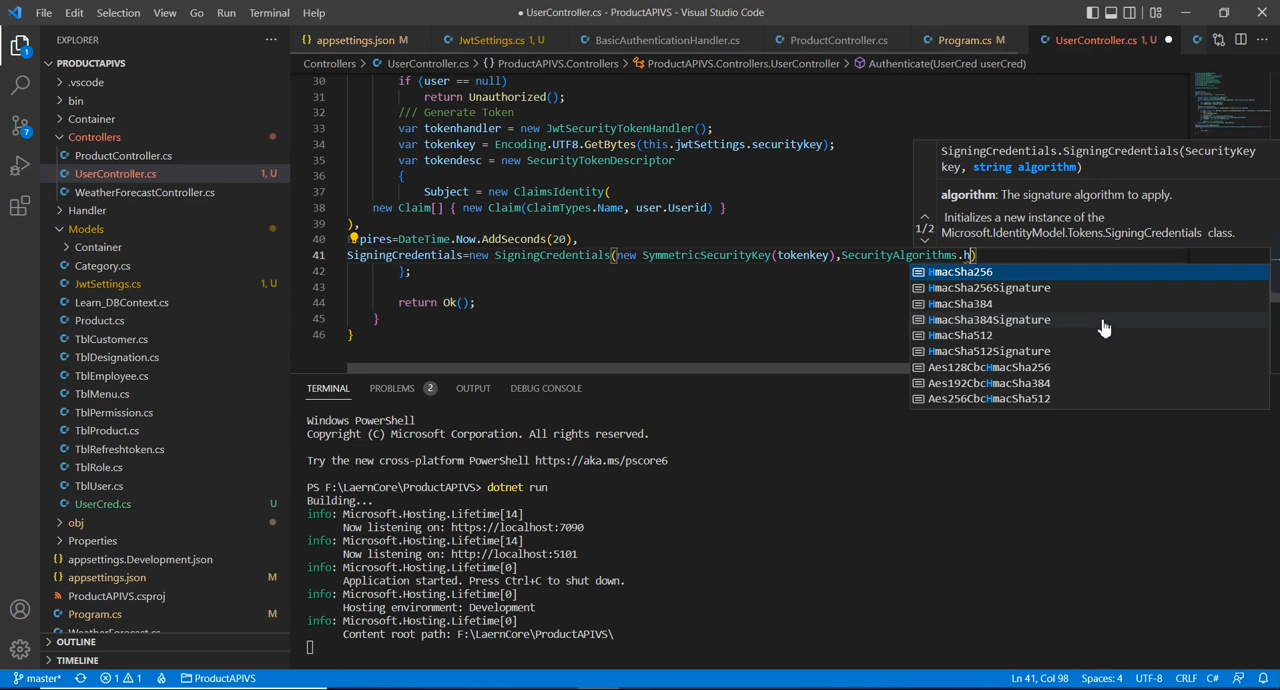 File Edit Selection View Go Run Terminal Help
● UserController.cs - ProductAPIVS - Visual Studio Code
EXPLORER
PRODUCTAPIVS
.vscode
bin
Container
Controllers
ProductController.cs
UserController.cs 1, U
WeatherForecastController.cs
Handler
Models
Container
Category.cs
JwtSettings.cs 1, U
Learn_DBContext.cs
Product.cs
TblCustomer.cs
TblDesignation.cs
TblEmployee.cs
TblMenu.cs
TblPermission.cs
TblProduct.cs
TblRefreshtoken.cs
TblRole.cs
TblUser.cs
UserCred.cs U
obj
Properties
appsettings.Development.json
appsettings.json M
ProductAPIVS.csproj
Program.cs M
WeatherForecast.cs
OUTLINE
TIMELINE
appsettings.json M JwtSettings.cs 1, U BasicAuthenticationHandler.cs ProductController.cs Program.cs M UserController.cs 1, U ●
Controllers > UserController.cs > {} ProductAPIVS.Controllers > ProductAPIVS.Controllers.UserController > Authenticate(UserCred userCred)
30 if (user == null)
31 return Unauthorized();
32 /// Generate Token
33 var tokenhandler = new JwtSecurityTokenHandler();
34 var tokenkey = Encoding.UTF8.GetBytes(this.jwtSettings.securitykey);
35 var tokendesc = new SecurityTokenDescriptor
36 {
37 Subject = new ClaimsIdentity(
38 new Claim[] { new Claim(ClaimTypes.Name, user.Userid) }
39 ),
40 pires=DateTime.Now.AddSeconds(20),
41 SigningCredentials=new SigningCredentials(new SymmetricSecurityKey(tokenkey),SecurityAlgorithms.h)
42 };
43
44 return Ok();
45 }
46 }
SigningCredentials.SigningCredentials(SecurityKey
key, string algorithm)
algorithm: The signature algorithm to apply.
1/2
Initializes a new instance of the
Microsoft.IdentityModel.Tokens.SigningCredentials class.
HmacSha256
HmacSha256Signature
HmacSha384
HmacSha384Signature
HmacSha512
HmacSha512Signature
Aes128CbcHmacSha256
Aes192CbcHmacSha384
Aes256CbcHmacSha512
TERMINAL PROBLEMS 2 OUTPUT DEBUG CONSOLE
Windows PowerShell
Copyright (C) Microsoft Corporation. All rights reserved.
Try the new cross-platform PowerShell https://aka.ms/pscore6
PS F:\LaernCore\ProductAPIVS> dotnet run
Building...
info: Microsoft.Hosting.Lifetime[14]
Now listening on: https://localhost:7090
info: Microsoft.Hosting.Lifetime[14]
Now listening on: http://localhost:5101
info: Microsoft.Hosting.Lifetime[0]
Application started. Press Ctrl+C to shut down.
info: Microsoft.Hosting.Lifetime[0]
Hosting environment: Development
info: Microsoft.Hosting.Lifetime[0]
Content root path: F:\LaernCore\ProductAPIVS\
1
7
master* 1 1 ProductAPIVS Ln 41, Col 98 Spaces: 4 UTF-8 CRLF C#